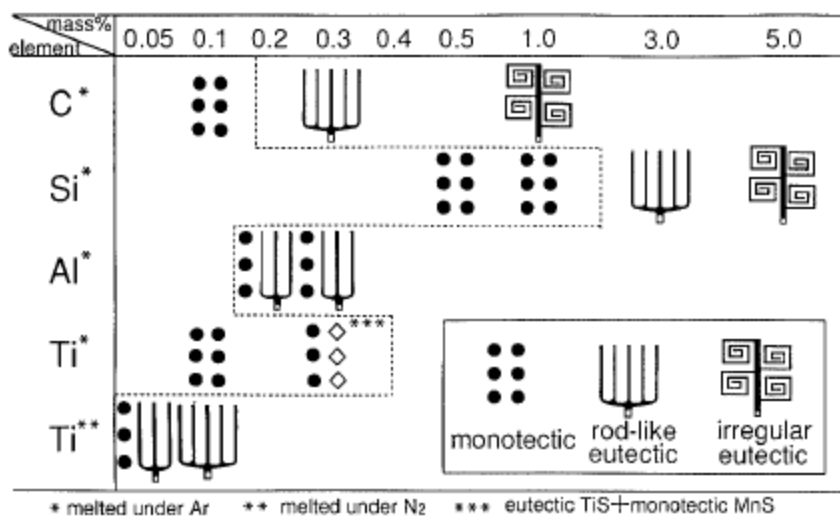 mass%
element
0.05 0.1 0.2 0.3 0.4 0.5 1.0 3.0 5.0
C*
Si*
Al*
Ti* ***
Ti**
monotectic rod-like eutectic irregular eutectic
* melted under Ar ** melted under N₂ *** eutectic TiS+monotectic MnS